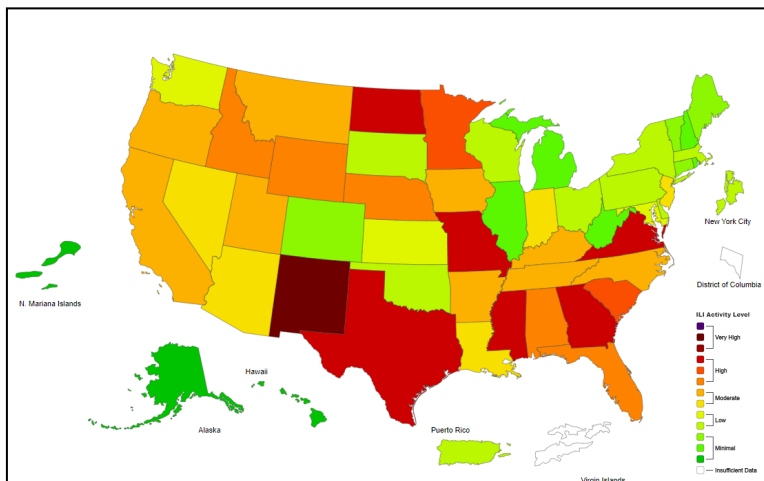 New York City
District of Columbia
N. Mariana Islands
ILI Activity Level
Very High
High
Moderate
Low
Minimal
Insufficient Data
Hawaii
Alaska
Puerto Rico
Virgin Islands